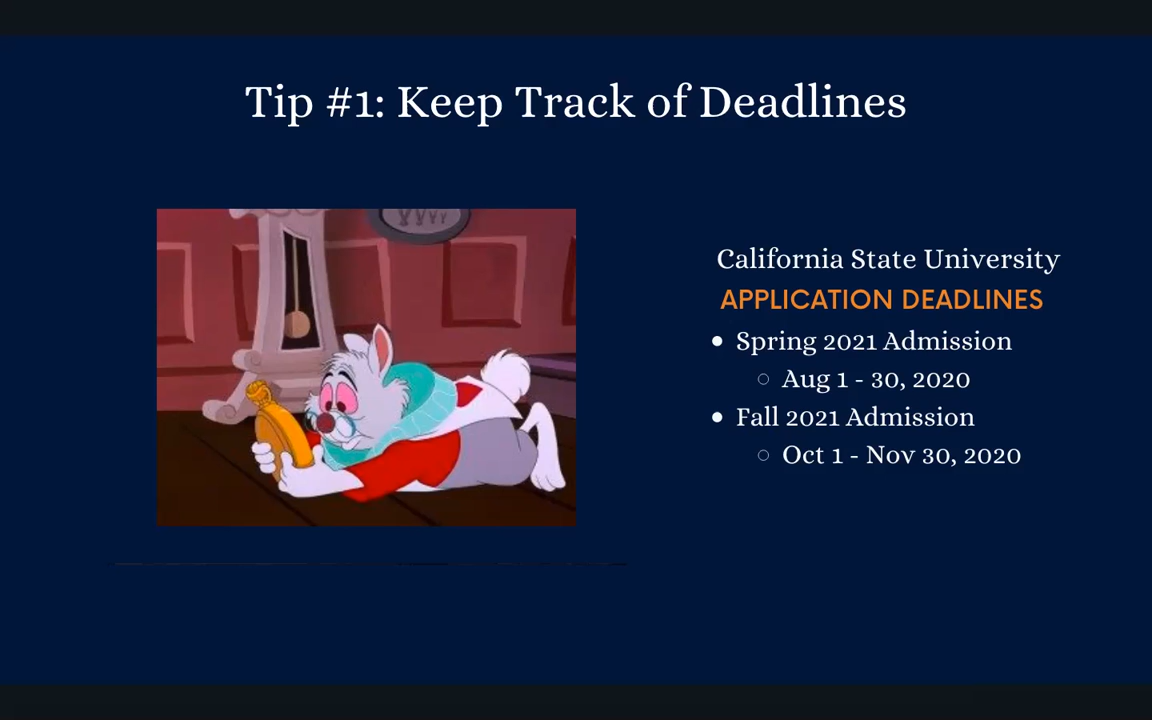 Tip #1: Keep Track of Deadlines
California State University
APPLICATION DEADLINES
Spring 2021 Admission
Aug 1 - 30, 2020
Fall 2021 Admission
Oct 1 - Nov 30, 2020